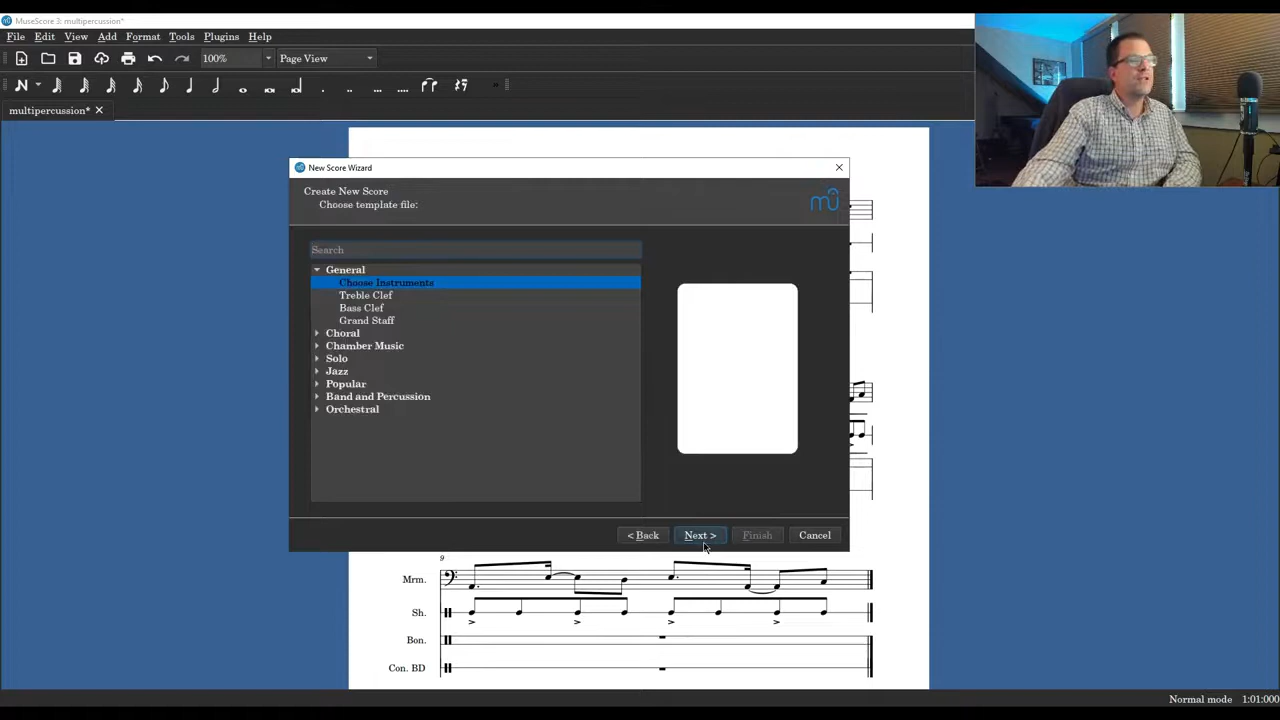 MuseScore 3: multipercussion*
File Edit View Add Format Tools Plugins Help
100% Page View
multipercussion*
New Score Wizard
Create New Score
Choose template file:
Search
General
Choose Instruments
Treble Clef
Bass Clef
Grand Staff
Choral
Chamber Music
Solo
Jazz
Popular
Band and Percussion
Orchestral
< Back Next > Finish Cancel
9
Mrm.
Sh.
Bon.
Con. BD
Normal mode 1:01:000